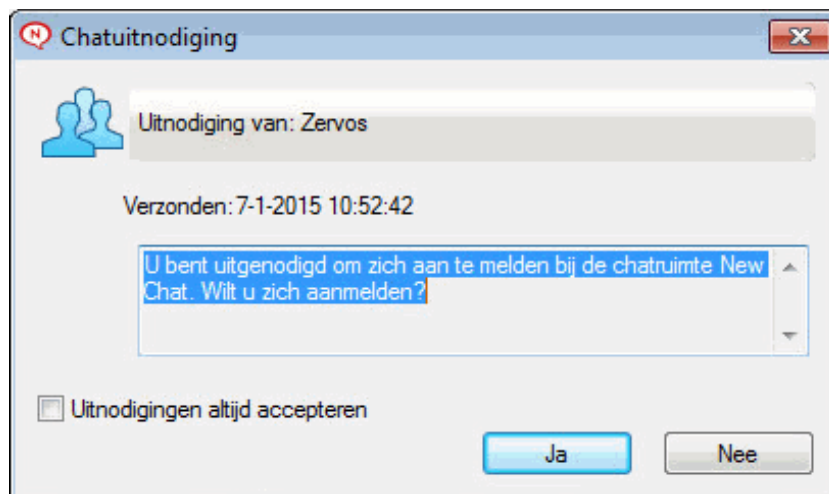 Chatuitnodiging
Uitnodiging van: Zervos
Verzonden: 7-1-2015 10:52:42
U bent uitgenodigd om zich aan te melden bij de chatruimte New
Chat. Wilt u zich aanmelden?
Uitnodigingen altijd accepteren
Ja
Nee